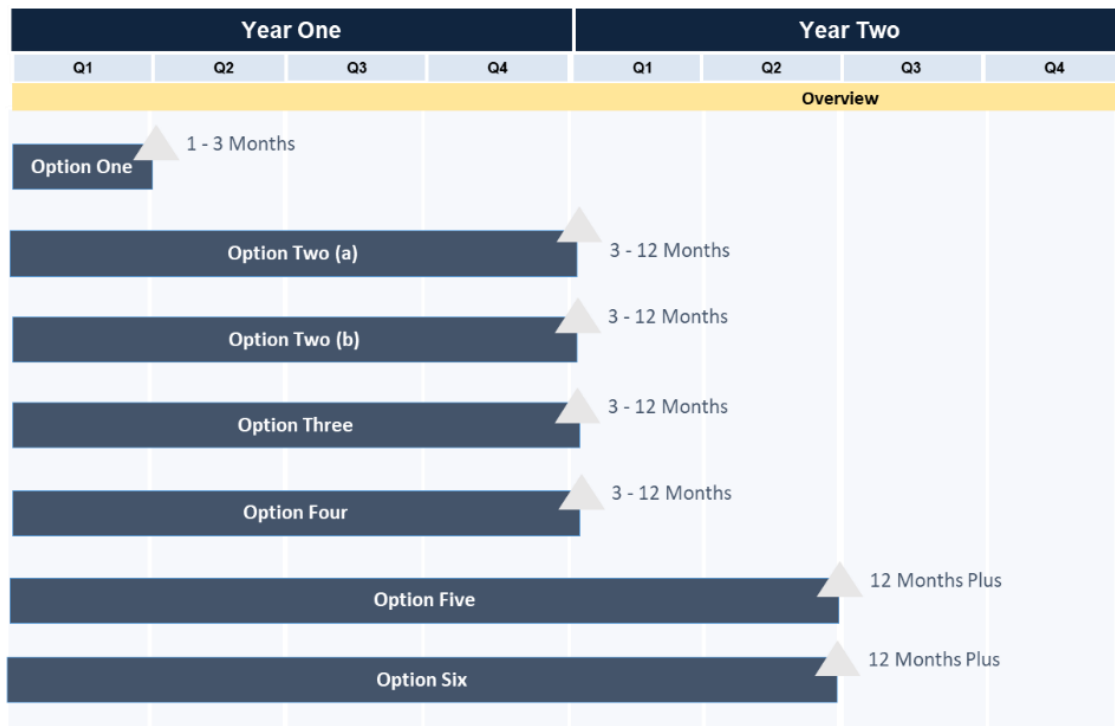 Year One
Year Two
Q1 Q2 Q3 Q4 Q1 Q2 Q3 Q4
Overview
1 - 3 Months
Option One
Option Two (a)
3 - 12 Months
3 - 12 Months
Option Two (b)
3 - 12 Months
Option Three
3 - 12 Months
Option Four
12 Months Plus
Option Five
12 Months Plus
Option Six